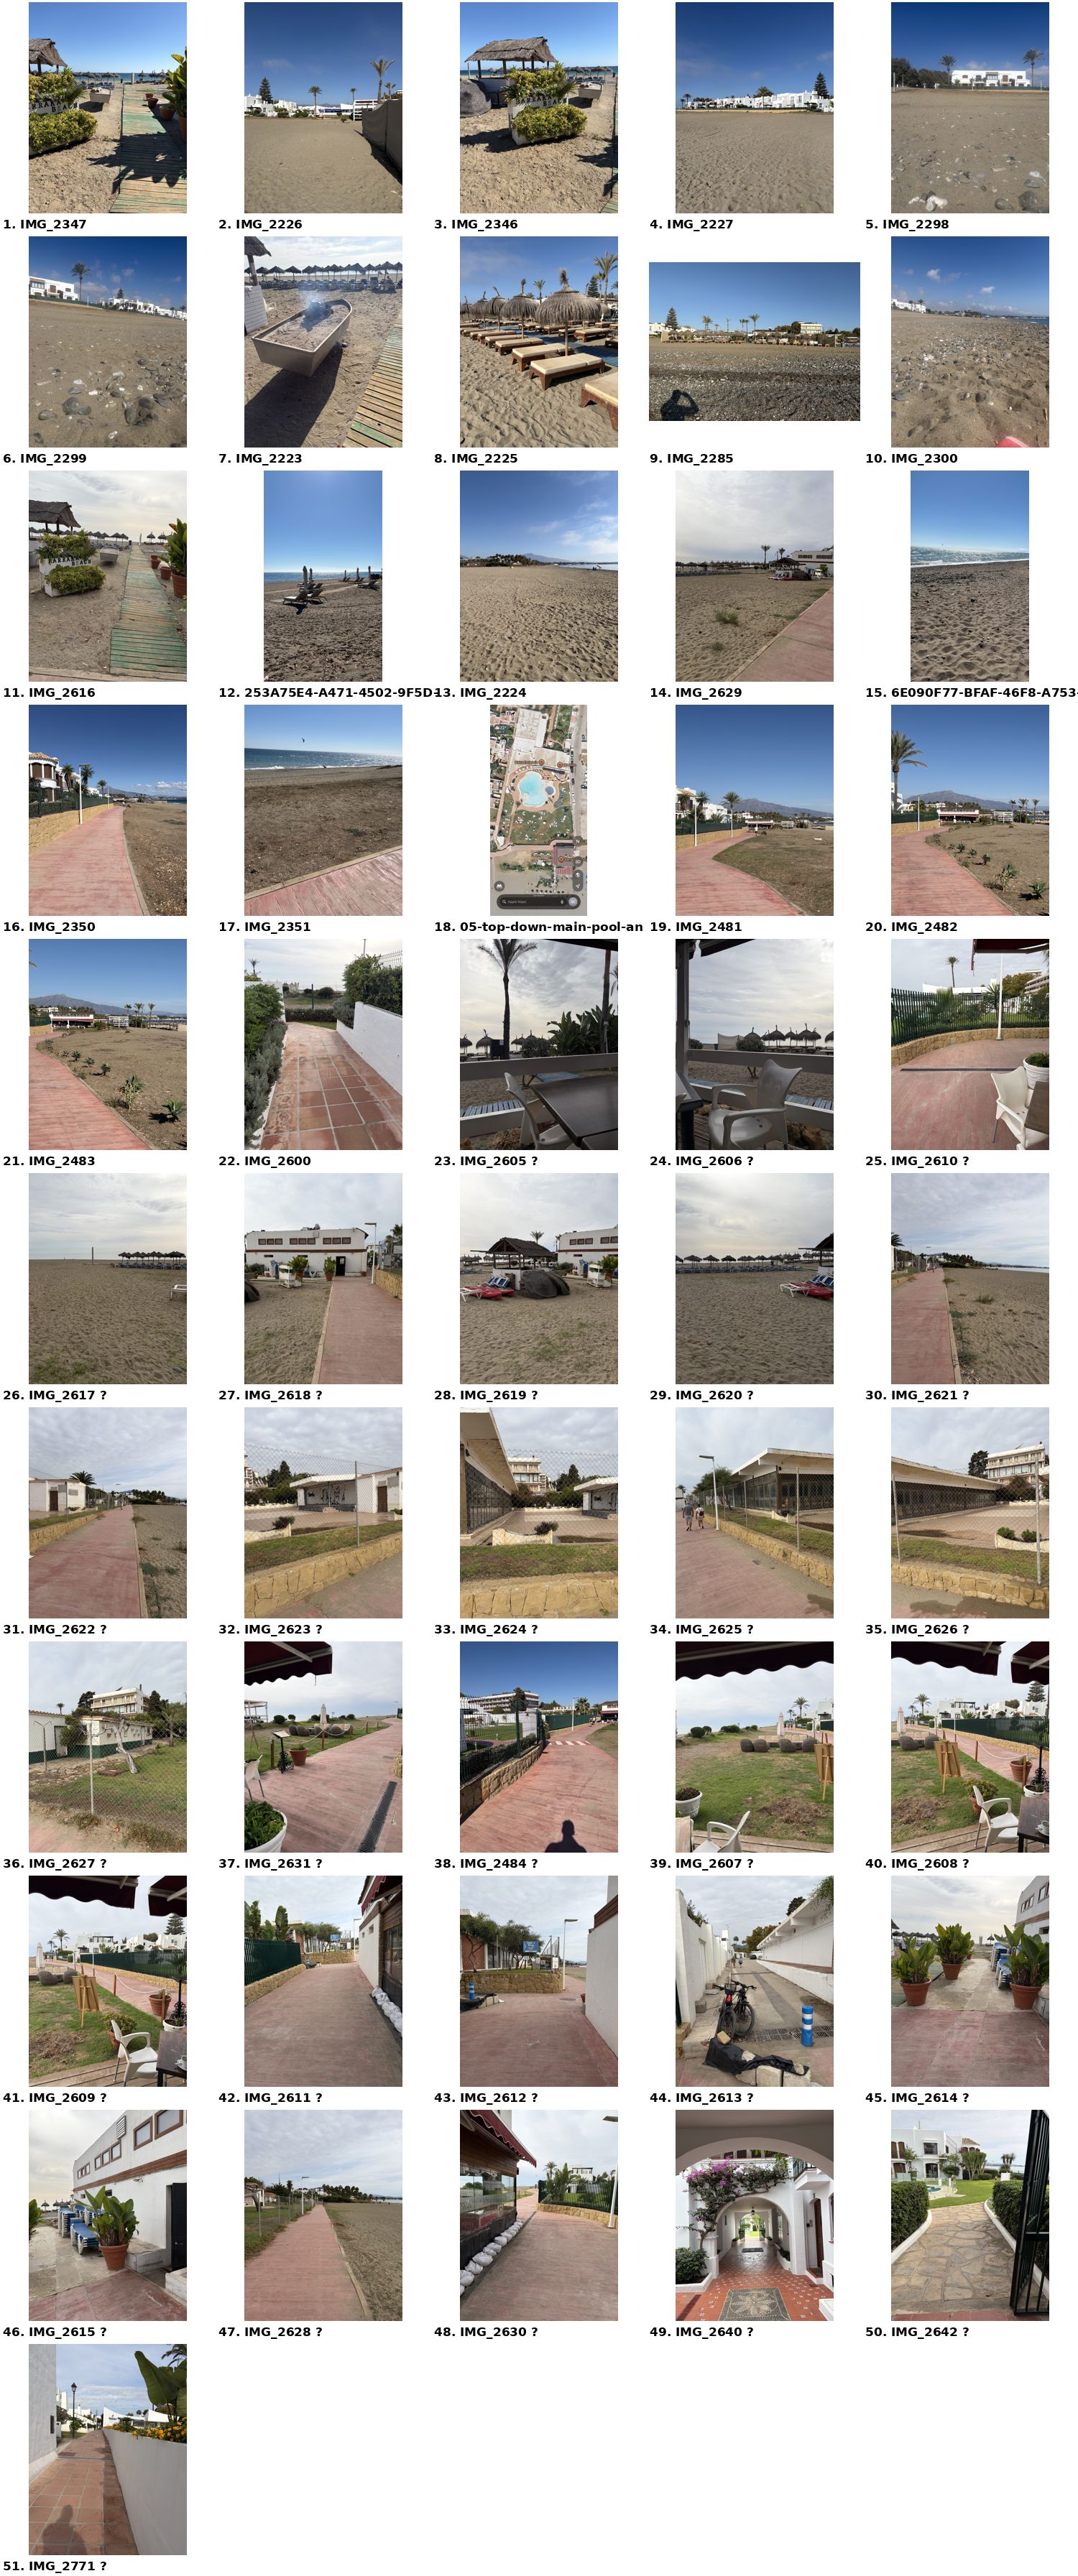 1. IMG_2347
2. IMG_2226
3. IMG_2346
4. IMG_2227
5. IMG_2298
6. IMG_2299
7. IMG_2223
8. IMG_2225
9. IMG_2285
10. IMG_2300
11. IMG_2616
12. 253A75E4-A471-4502-9F5D-
13. IMG_2224
14. IMG_2629
15. 6E090F77-BFAF-46F8-A753-
16. IMG_2350
17. IMG_2351
18. 05-top-down-main-pool-an
19. IMG_2481
20. IMG_2482
21. IMG_2483
22. IMG_2600
23. IMG_2605 ?
24. IMG_2606 ?
25. IMG_2610 ?
26. IMG_2617 ?
27. IMG_2618 ?
28. IMG_2619 ?
29. IMG_2620 ?
30. IMG_2621 ?
31. IMG_2622 ?
32. IMG_2623 ?
33. IMG_2624 ?
34. IMG_2625 ?
35. IMG_2626 ?
36. IMG_2627 ?
37. IMG_2631 ?
38. IMG_2484 ?
39. IMG_2607 ?
40. IMG_2608 ?
41. IMG_2609 ?
42. IMG_2611 ?
43. IMG_2612 ?
44. IMG_2613 ?
45. IMG_2614 ?
46. IMG_2615 ?
47. IMG_2628 ?
48. IMG_2630 ?
49. IMG_2640 ?
50. IMG_2642 ?
51. IMG_2771 ?